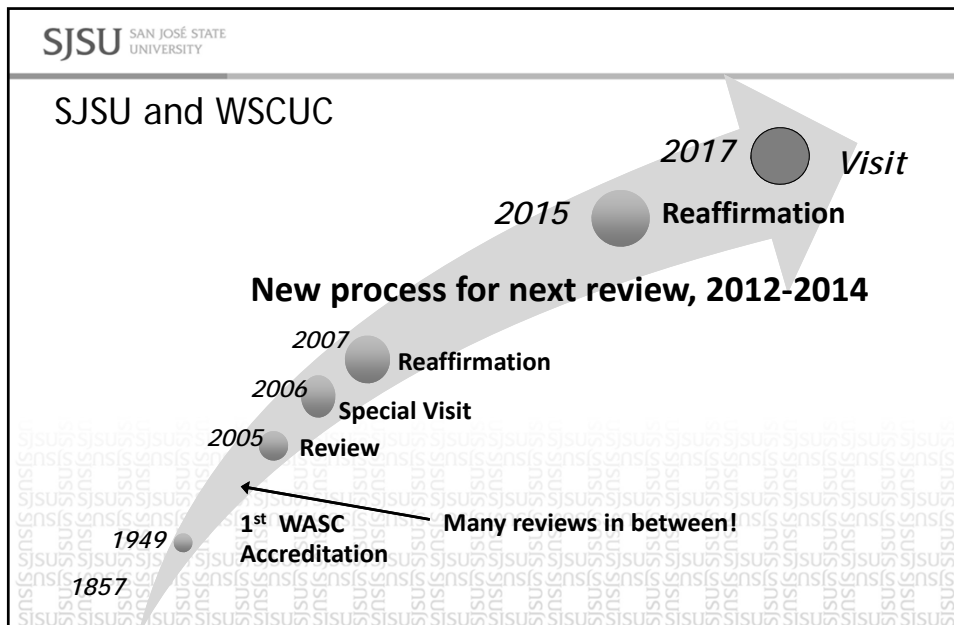 SJSU SAN JOSÉ STATE
UNIVERSITY
SJSU and WSCUC
2017
Visit
2015
Reaffirmation
New process for next review, 2012-2014
2007
Reaffirmation
2006
Special Visit
2005
Review
1st WASC
Accreditation
Many reviews in between!
1949
1857